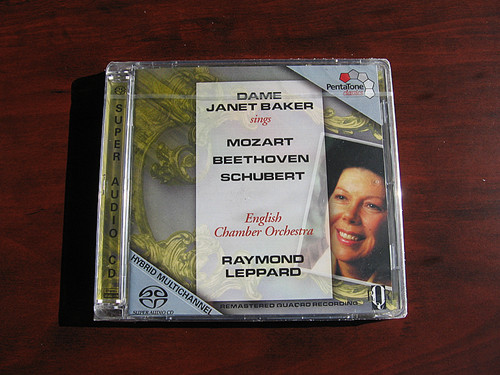 SUPER AUDIO CD
DAME
JANET BAKER
sings
MOZART
BEETHOVEN
SCHUBERT
English
Chamber Orchestra
RAYMOND
LEPPARD
PentaTone
classics
HYBRID MULTICHANNEL
SUPER AUDIO CD
REMASTERED QUADRO RECORDING
Q